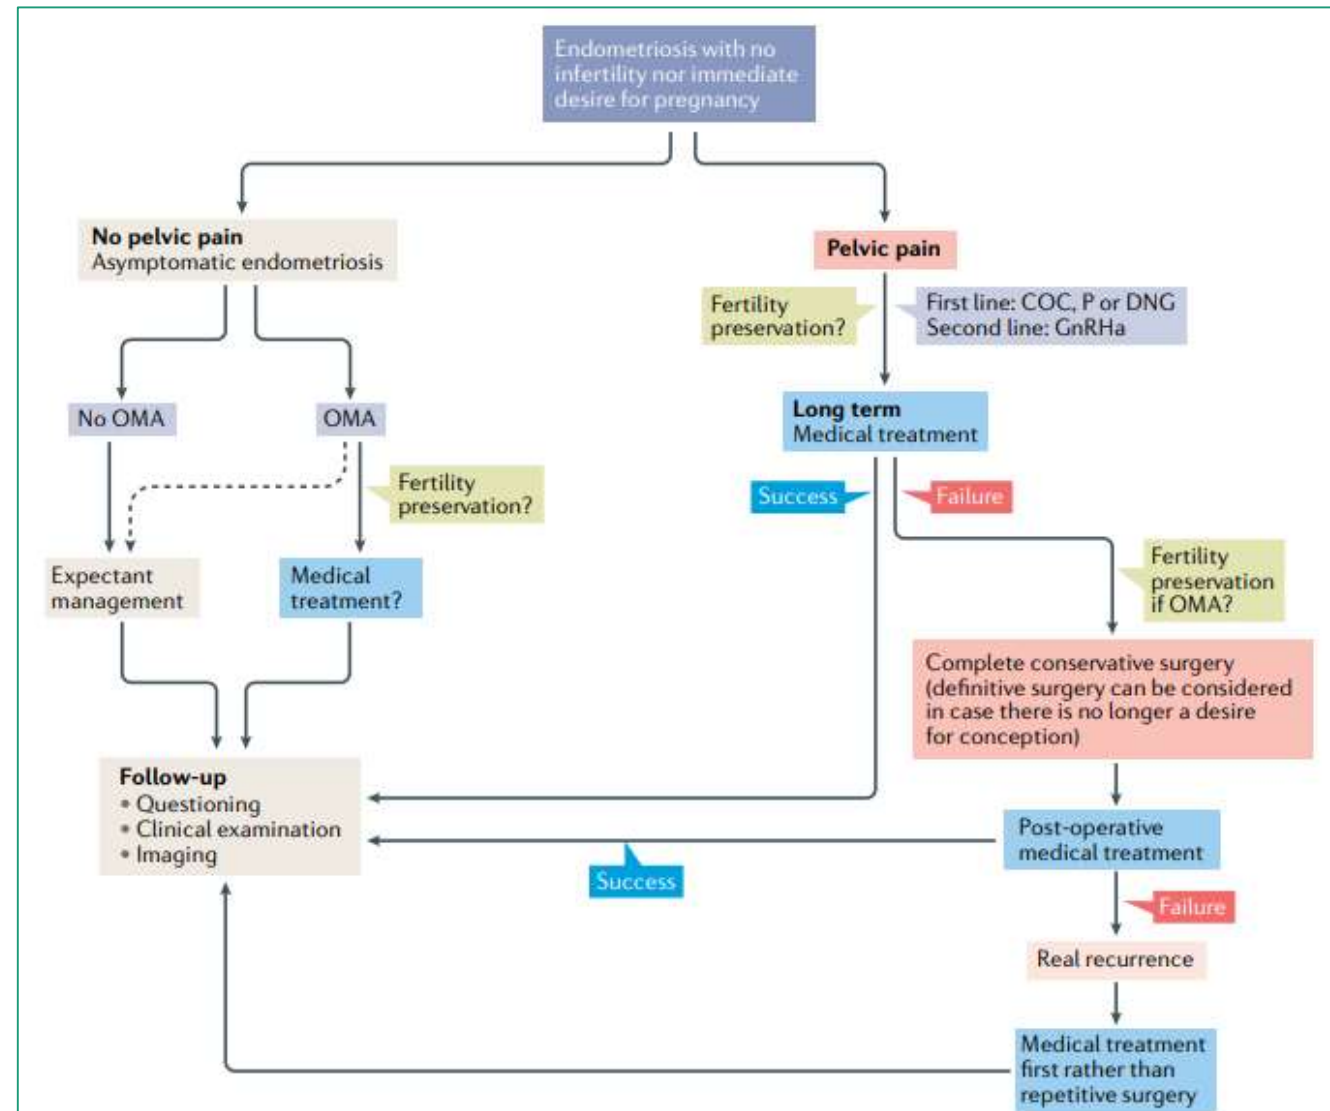 Endometriosis with no
infertility nor immediate
desire for pregnancy
No pelvic pain
Asymptomatic endometriosis
Pelvic pain
Fertility
preservation?
First line: COC, P or DNG
Second line: GnRHa
No OMA
OMA
Long term
Medical treatment
Fertility
preservation?
Success
Failure
Expectant
management
Medical
treatment?
Fertility
preservation
if OMA?
Complete conservative surgery
(definitive surgery can be considered
in case there is no longer a desire
for conception)
Follow-up
• Questioning
• Clinical examination
• Imaging
Post-operative
medical treatment
Success
Failure
Real recurrence
Medical treatment
first rather than
repetitive surgery